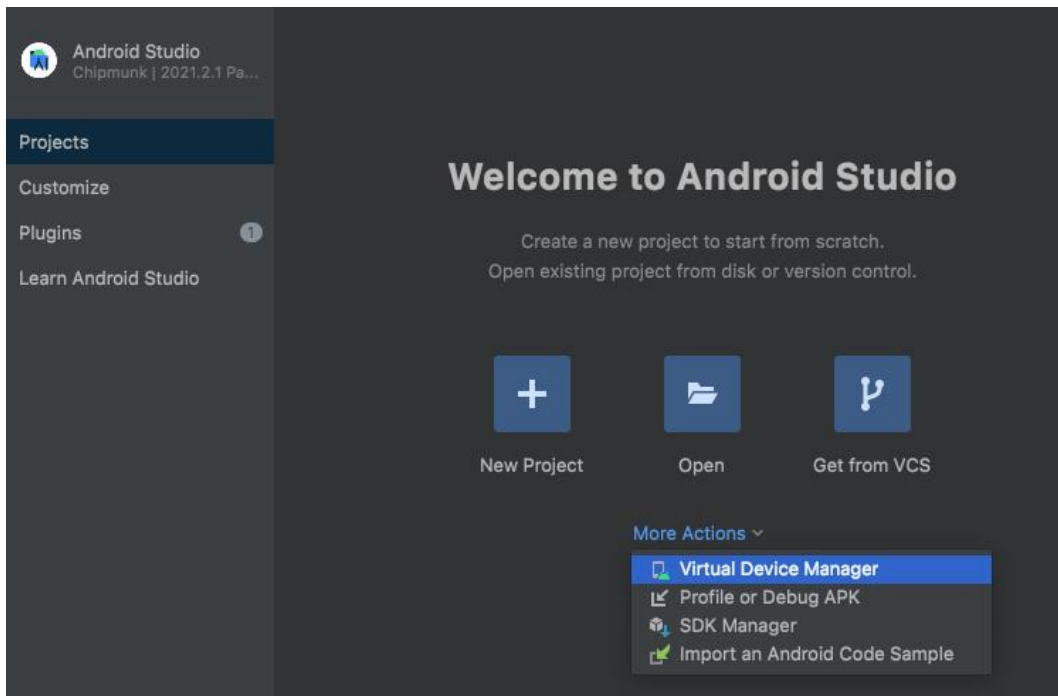 Android Studio
Chipmunk | 2021.2.1 Pa...
Projects
Customize
Plugins
1
Learn Android Studio
Welcome to Android Studio
Create a new project to start from scratch.
Open existing project from disk or version control.
New Project
Open
Get from VCS
More Actions
Virtual Device Manager
Profile or Debug APK
SDK Manager
Import an Android Code Sample